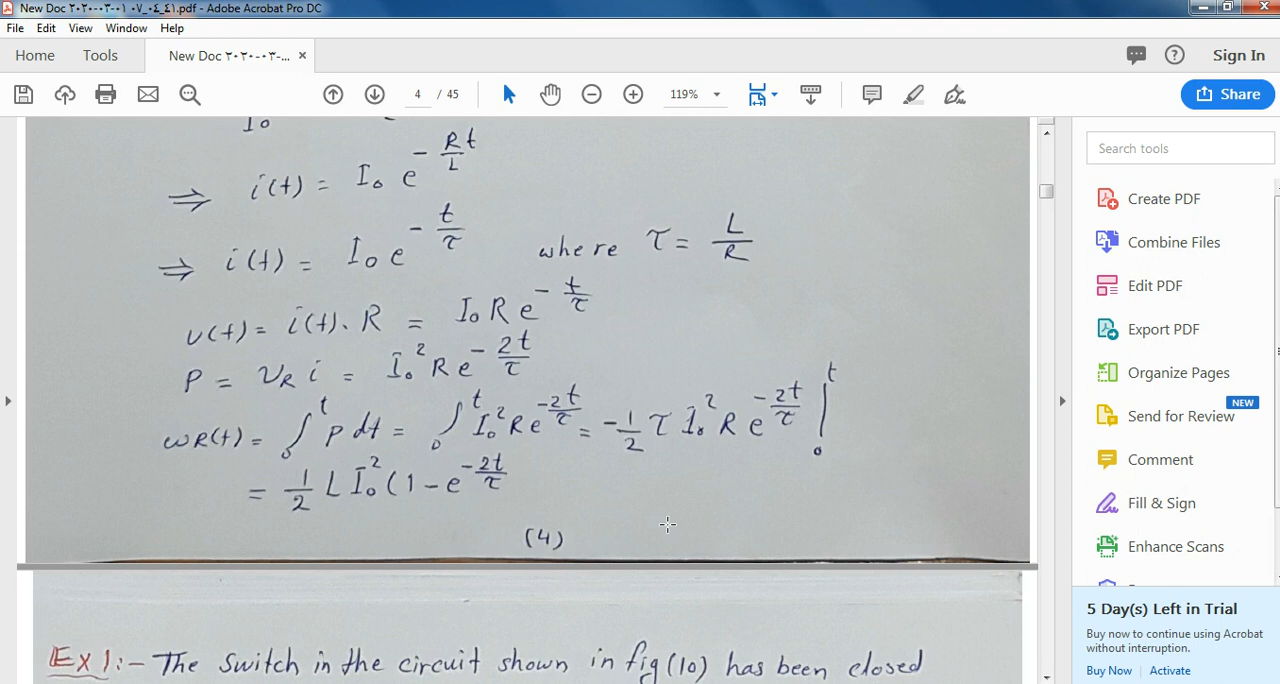 New Doc ٢٠٢٠-٠٣-٠١ ٠٧_٠٤_٤١.pdf - Adobe Acrobat Pro DC
File Edit View Window Help
Home Tools New Doc ٢٠٢٠-٠٣-... × Sign In
4 / 45 119% Share
I₀
⇒ i(t) = I₀ e^(-Rt/L)
⇒ i(t) = I₀ e^(-t/τ) where τ = L/R
v(t) = i(t). R = I₀ R e^(-t/τ)
P = v_R i = I₀² R e^(-2t/τ)
wR(t) = ∫₀ᵗ P dt = ∫₀ᵗ I₀² R e^(-2t/τ) = -1/2 τ I₀² R e^(-2t/τ) |₀ᵗ
= 1/2 L I₀² (1 - e^(-2t/τ)
(4)
Ex1:- The switch in the circuit shown in fig(10) has been closed
Search tools
Create PDF
Combine Files
Edit PDF
Export PDF
Organize Pages
NEW
Send for Review
Comment
Fill & Sign
Enhance Scans
5 Day(s) Left in Trial
Buy now to continue using Acrobat
without interruption.
Buy Now | Activate